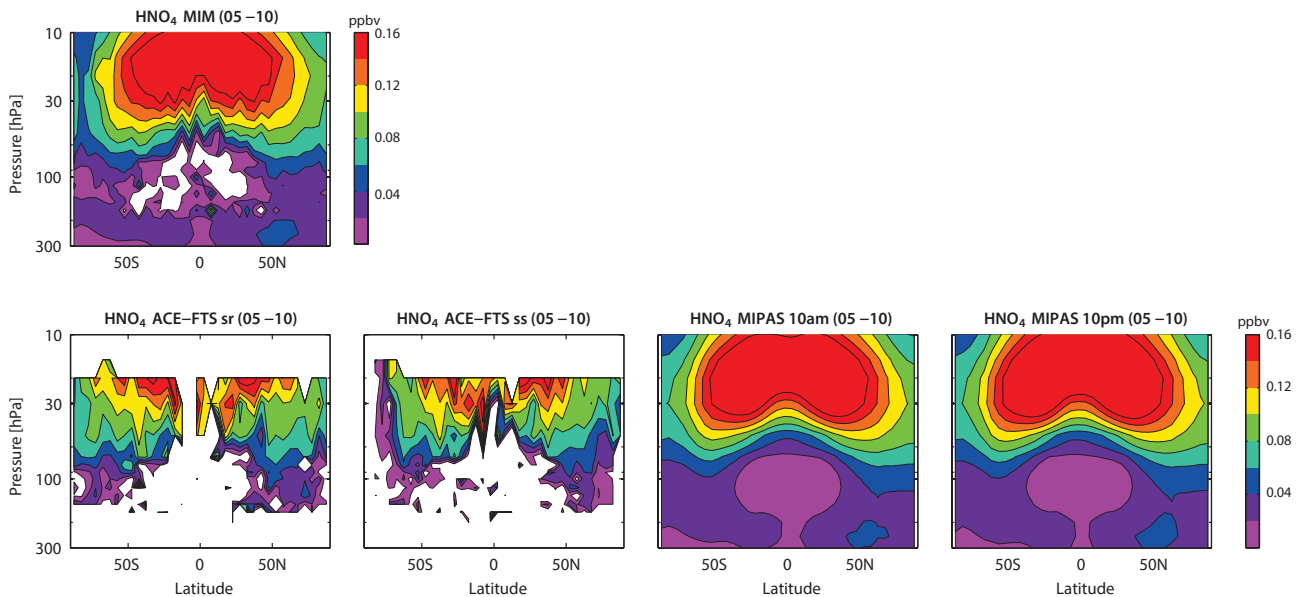 HNO₄ MIM (05 –10)
ppbv
10
30
100
300
Pressure [hPa]
50S 0 50N
0.16
0.12
0.08
0.04
HNO₄ ACE–FTS sr (05 –10)
HNO₄ ACE–FTS ss (05 –10)
HNO₄ MIPAS 10am (05 –10)
HNO₄ MIPAS 10pm (05 –10)
ppbv
10
30
100
300
Pressure [hPa]
50S 0 50N
Latitude
50S 0 50N
Latitude
50S 0 50N
Latitude
50S 0 50N
Latitude
0.16
0.12
0.08
0.04